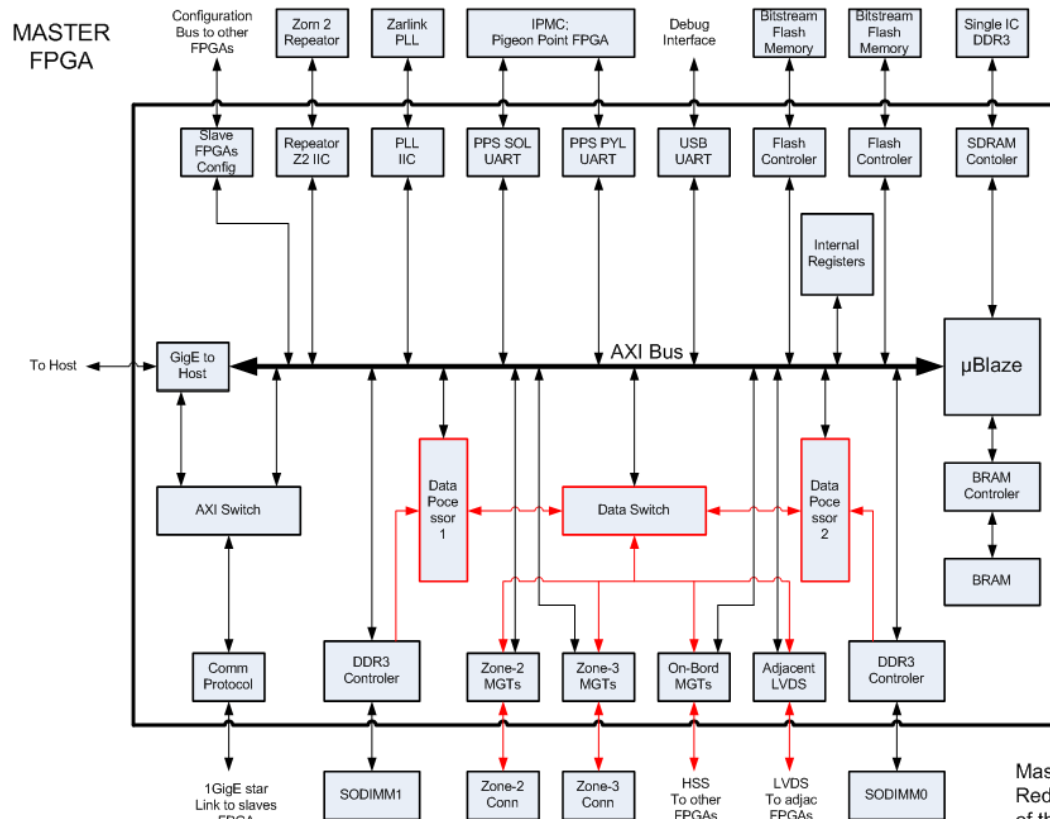 MASTER
FPGA
Configuration
Bus to other
FPGAs
Zorn 2
Repeator
Zarlink
PLL
IPMC;
Pigeon Point FPGA
Debug
Interface
Bitstream
Flash
Memory
Bitstream
Flash
Memory
Single IC
DDR3
Slave
FPGAs
Config
Repeator
Z2 IIC
PLL
IIC
PPS SOL
UART
PPS PYL
UART
USB
UART
Flash
Controler
Flash
Controler
SDRAM
Contoler
Internal
Registers
To Host
GigE to
Host
AXI Bus
µBlaze
AXI Switch
Data
Poce
ssor
1
Data Switch
Data
Poce
ssor
2
BRAM
Controler
BRAM
Comm
Protocol
DDR3
Controler
Zone-2
MGTs
Zone-3
MGTs
On-Bord
MGTs
Adjacent
LVDS
DDR3
Controler
1GigE star
Link to slaves
FPGA
SODIMM1
Zone-2
Conn
Zone-3
Conn
HSS
To other
FPGAs
LVDS
To adjac
FPGAs
SODIMM0
Mas
Red
of th